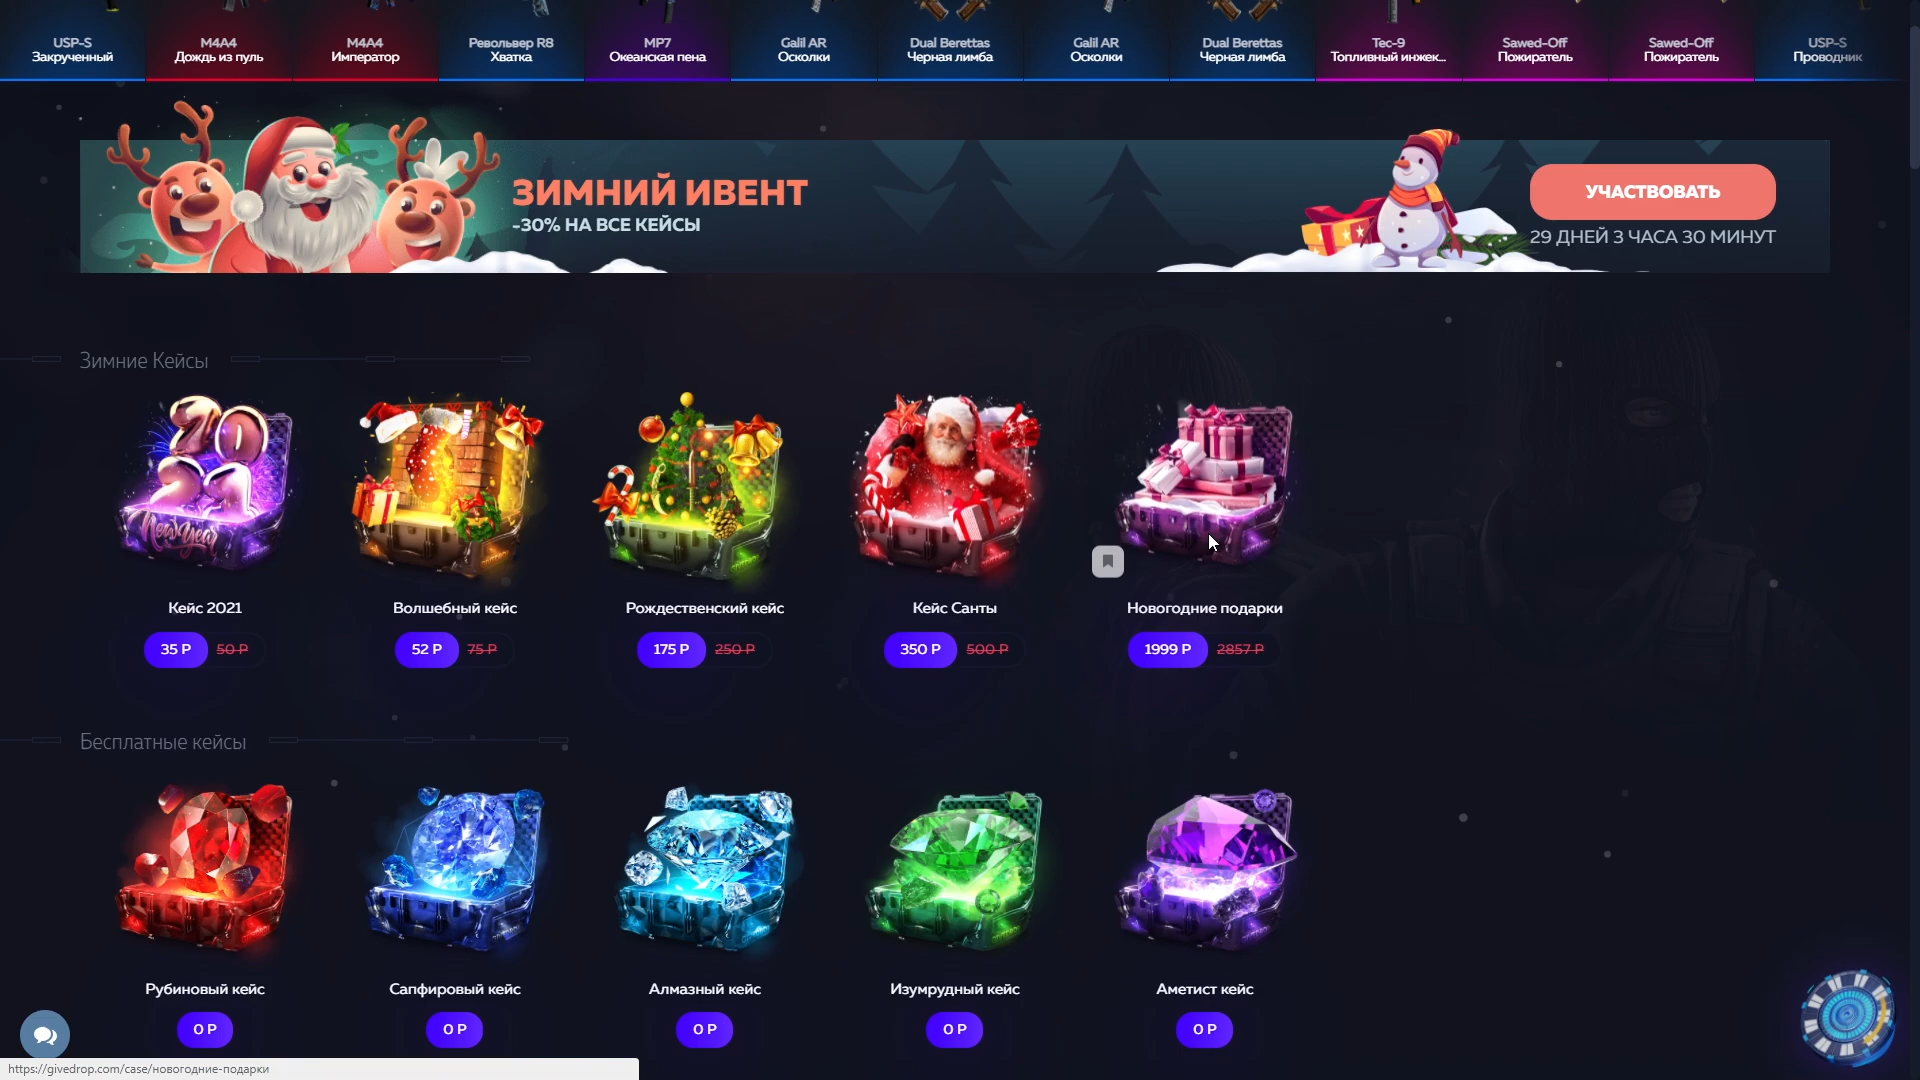 USP-S
Закрученный
M4A4
Дождь из пуль
M4A4
Император
Револьвер R8
Хватка
MP7
Океанская пена
Galil AR
Осколки
Dual Berettas
Черная лимба
Galil AR
Осколки
Dual Berettas
Черная лимба
Tec-9
Топливный инжек...
Sawed-Off
Пожиратель
Sawed-Off
Пожиратель
USP-S
Проводник
ЗИМНИЙ ИВЕНТ
-30% НА ВСЕ КЕЙСЫ
УЧАСТВОВАТЬ
29 ДНЕЙ 3 ЧАСА 30 МИНУТ
Зимние Кейсы
2021
New Year
Кейс 2021
35 Р 50 Р
Волшебный кейс
52 Р 75 Р
Рождественский кейс
175 Р 250 Р
Кейс Санты
350 Р 500 Р
Новогодние подарки
1999 Р 2857 Р
Бесплатные кейсы
Рубиновый кейс
0 Р
Сапфировый кейс
0 Р
Алмазный кейс
0 Р
Изумрудный кейс
0 Р
Аметист кейс
0 Р
https://givedrop.com/case/новогодние-подарки